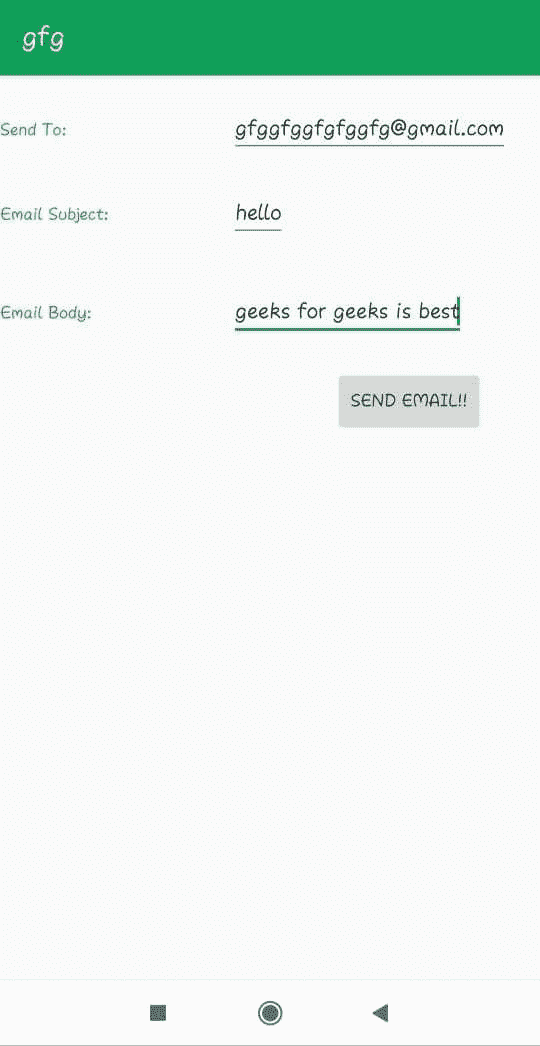 gfg
Send To: gfggfggfgfggfg@gmail.com
Email Subject: hello
Email Body: geeks for geeks is best
SEND EMAIL!!